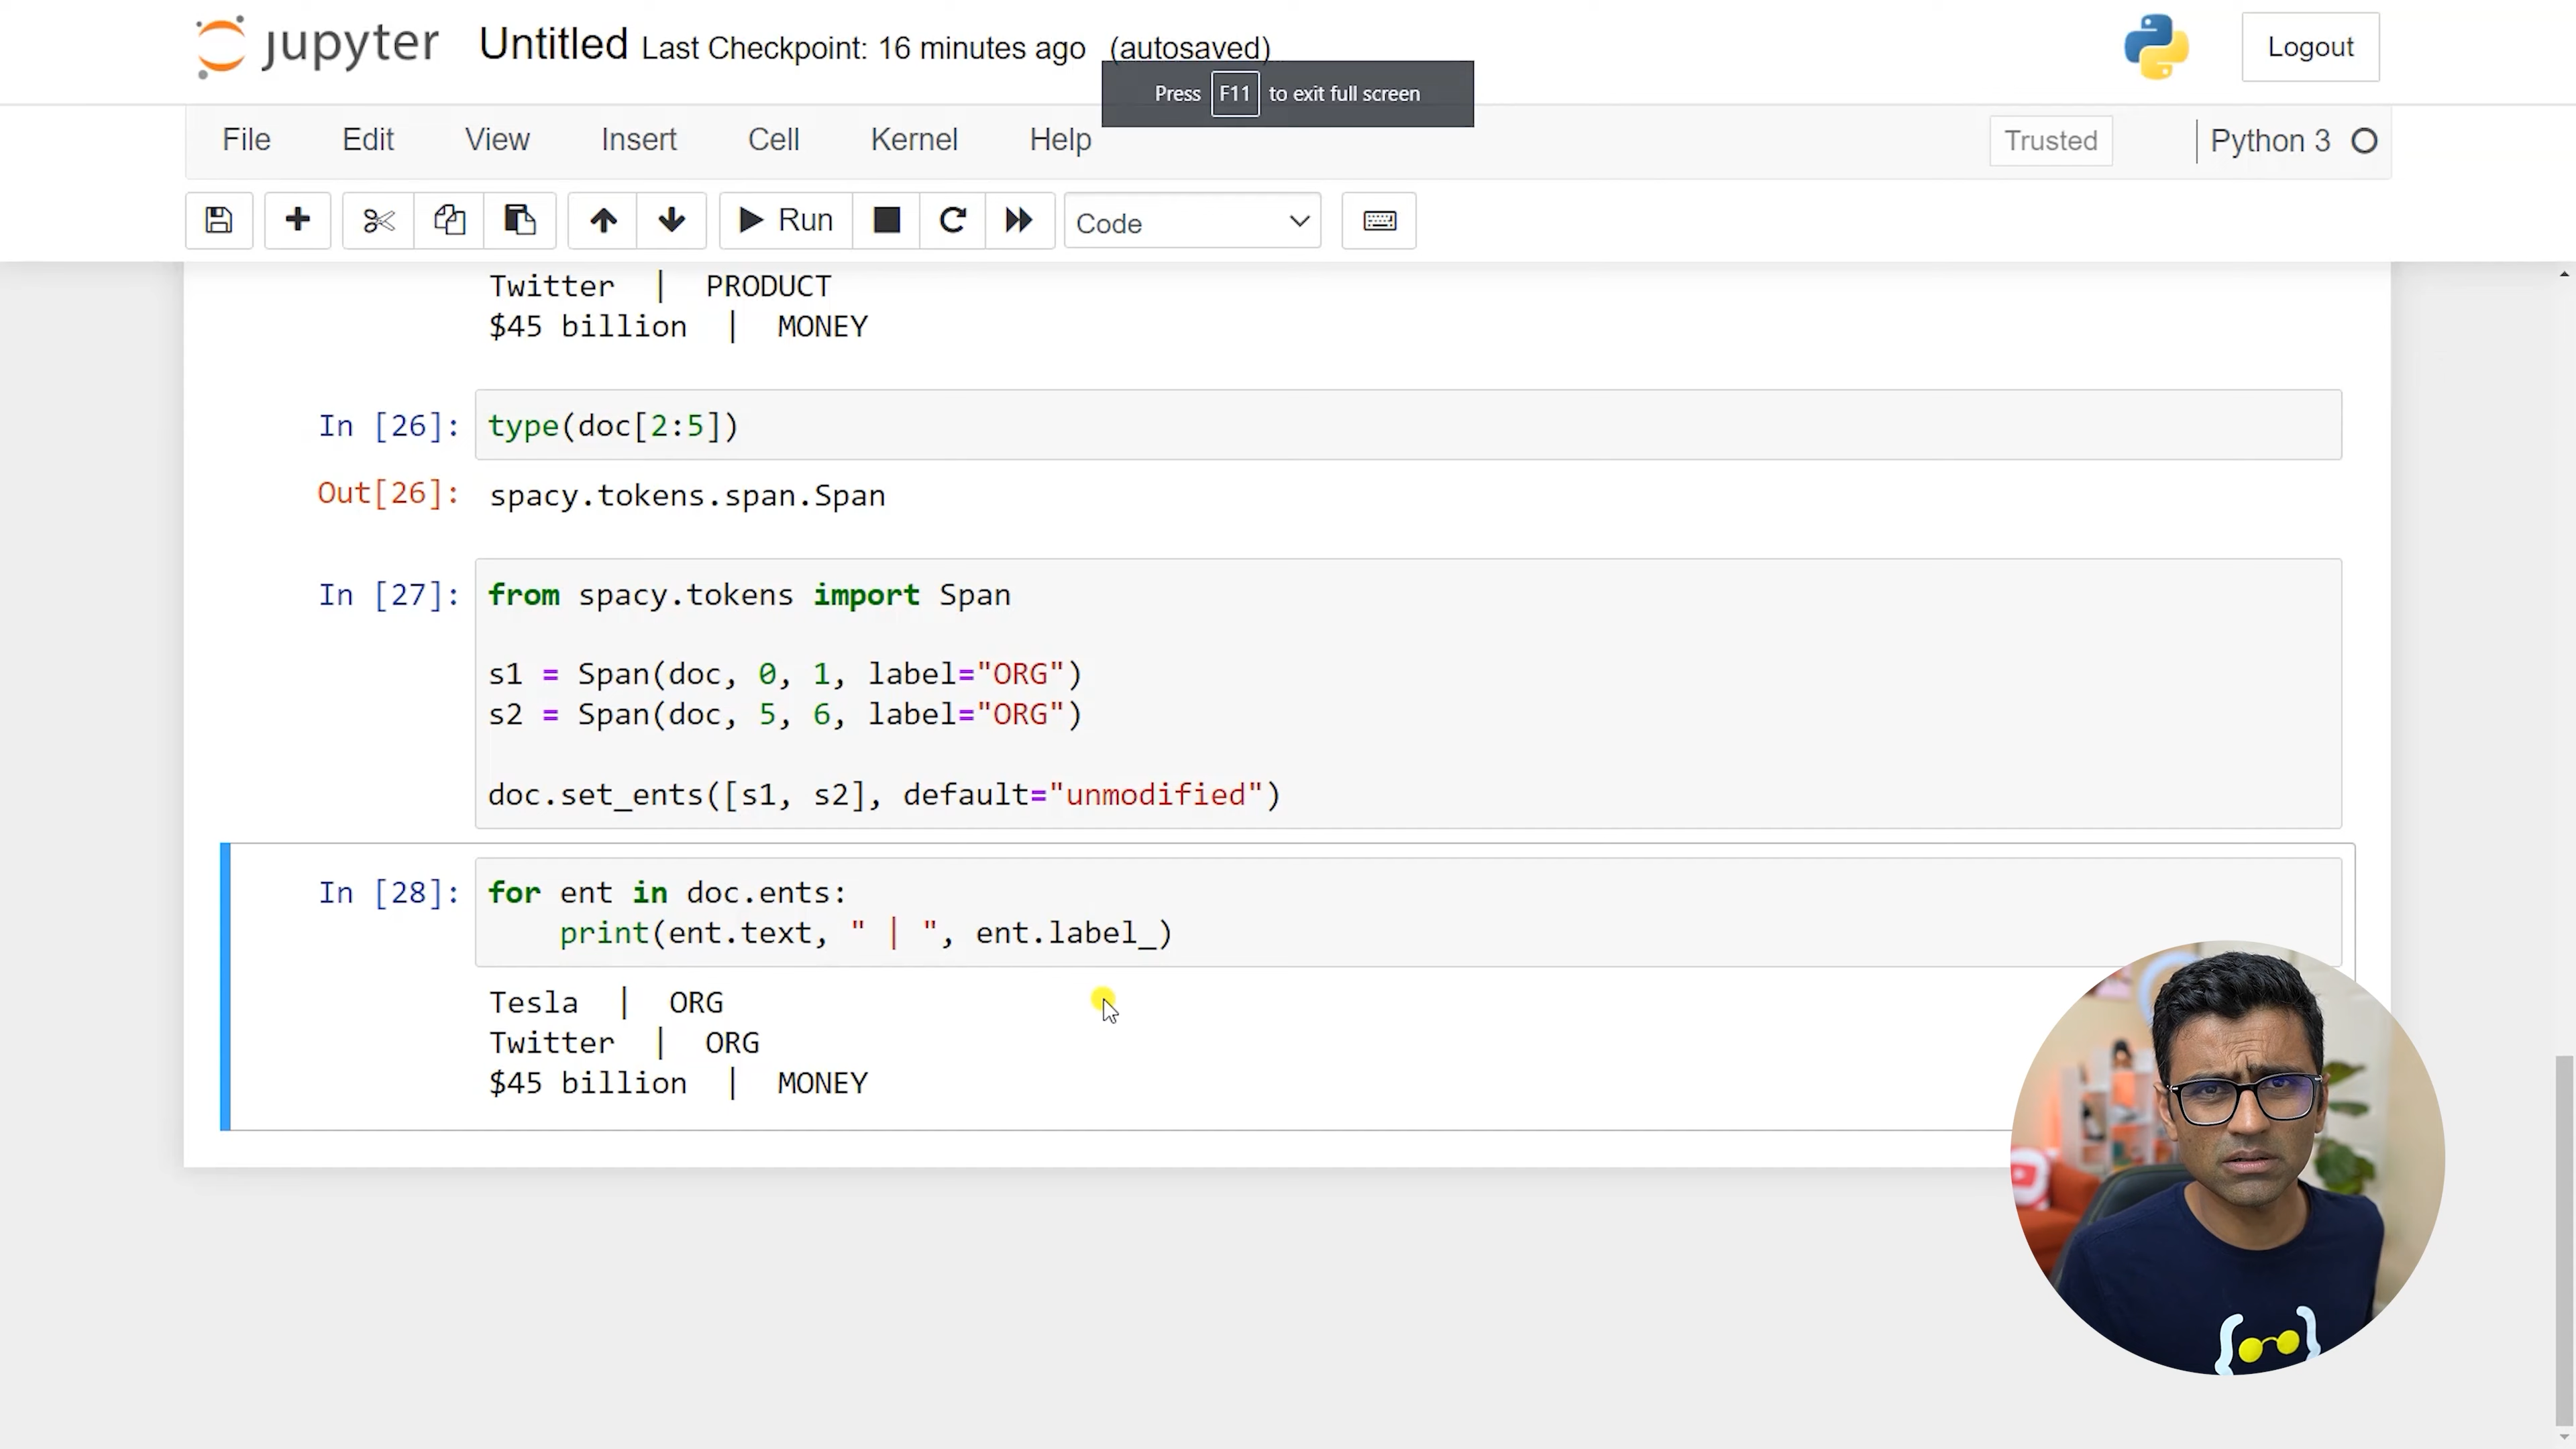 jupyter Untitled Last Checkpoint: 16 minutes ago (autosaved)
Logout
Press F11 to exit full screen
File Edit View Insert Cell Kernel Help
Trusted
Python 3
Run
Code
Twitter | PRODUCT
$45 billion | MONEY
In [26]: type(doc[2:5])
Out[26]: spacy.tokens.span.Span
In [27]: from spacy.tokens import Span
s1 = Span(doc, 0, 1, label="ORG")
s2 = Span(doc, 5, 6, label="ORG")
doc.set_ents([s1, s2], default="unmodified")
In [28]: for ent in doc.ents:
print(ent.text, " | ", ent.label_)
Tesla | ORG
Twitter | ORG
$45 billion | MONEY